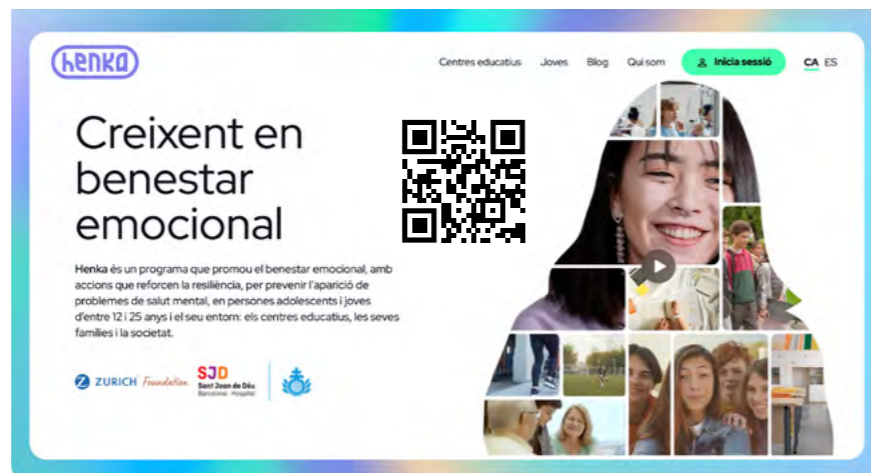 henka
Centres educatius Joves Blog Qui som Inicia sessió CA ES
Creixent en
benestar
emocional
Henka és un programa que promou el benestar emocional, amb
accions que reforcen la resiliència, per prevenir l'aparició de
problemes de salut mental, en persones adolescents i joves
d'entre 12 i 25 anys i el seu entorn: els centres educatius, les seves
famílies i la societat.
ZURICH Foundation
SJD
Sant Joan de Déu
Barcelona · Hospital